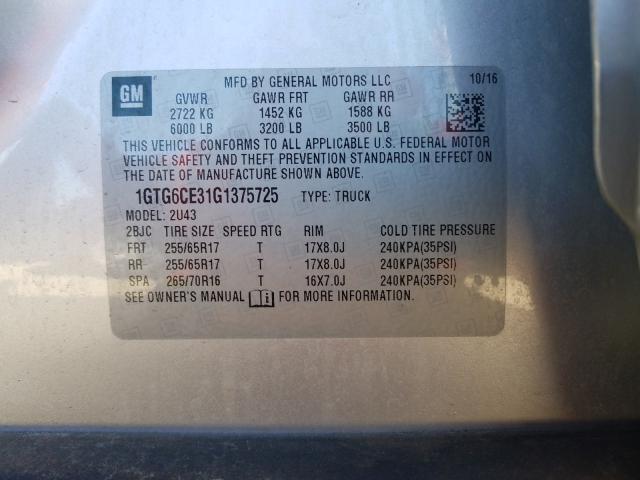 GM
MFD BY GENERAL MOTORS LLC 10/16
GVWR GAWR FRT GAWR RR
2722 KG 1452 KG 1588 KG
6000 LB 3200 LB 3500 LB
THIS VEHICLE CONFORMS TO ALL APPLICABLE U.S. FEDERAL MOTOR
VEHICLE SAFETY AND THEFT PREVENTION STANDARDS IN EFFECT ON
THE DATE OF MANUFACTURE SHOWN ABOVE.
1GTG6CE31G1375725 TYPE: TRUCK
MODEL: 2U43
2BJC TIRE SIZE SPEED RTG RIM COLD TIRE PRESSURE
FRT 255/65R17 T 17X8.0J 240KPA(35PSI)
RR 255/65R17 T 17X8.0J 240KPA(35PSI)
SPA 265/70R16 T 16X7.0J 240KPA(35PSI)
SEE OWNER'S MANUAL FOR MORE INFORMATION.